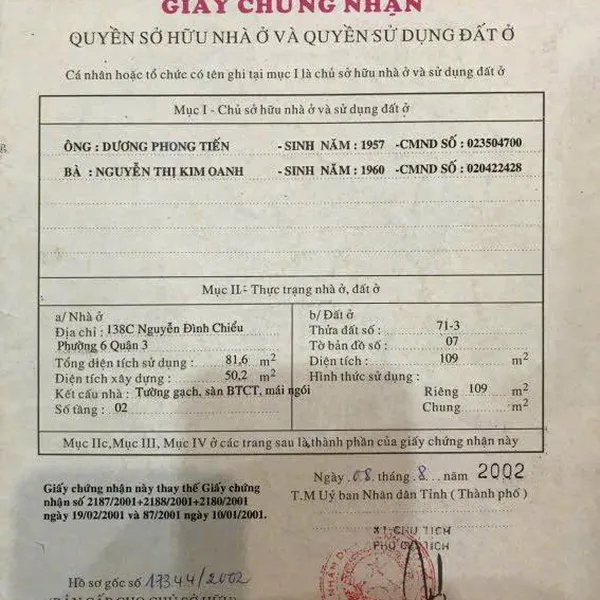 GIẤY CHỨNG NHẬN
QUYỀN SỞ HỮU NHÀ Ở VÀ QUYỀN SỬ DỤNG ĐẤT Ở
Cá nhân hoặc tổ chức có tên ghi tại mục I là chủ sở hữu nhà ở và sử dụng đất ở
Mục I - Chủ sở hữu nhà ở và sử dụng đất ở
ÔNG : DƯƠNG PHONG TIẾN - SINH NĂM : 1957 - CMND SỐ : 023504700
BÀ : NGUYỄN THỊ KIM OANH - SINH NĂM : 1960 - CMND SỐ : 020422428
Mục II - Thực trạng nhà ở, đất ở
a/ Nhà ở
Địa chỉ : 138C Nguyễn Đình Chiểu
Phường 6 Quận 3
Tổng diện tích sử dụng : 81,6 m²
Diện tích xây dựng : 50,2 m²
Kết cấu nhà : Tường gạch, sàn BTCT, mái ngói
Số tầng : 02
b/ Đất ở
Thửa đất số : 71-3
Tờ bản đồ số : 07
Diện tích : 109 m²
Hình thức sử dụng :
Riêng 109 m²
Chung m²
Mục IIc, Mục III, Mục IV ở các trang sau là thành phần của giấy chứng nhận này
Giấy chứng nhận này thay thế Giấy chứng
nhận số 2187/2001+2188/2001+2180/2001
ngày 19/02/2001 và 87/2001 ngày 10/01/2001.
Ngày 08 tháng 8 năm 2002
T.M Uỷ ban Nhân dân Tỉnh ( Thành phố )
KT CHỦ TỊCH
PHÓ CHỦ TỊCH
Hồ sơ gốc số 17344/2002